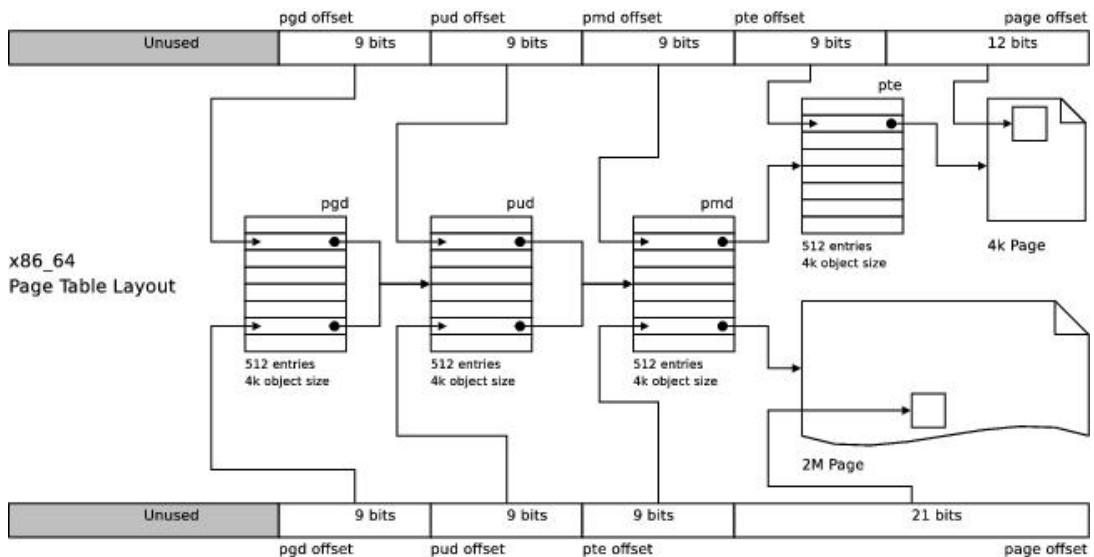 pgd offset pud offset pmd offset pte offset page offset
Unused 9 bits 9 bits 9 bits 9 bits 12 bits
pte
pgd pud pmd
512 entries
4k object size
4k Page
x86_64
Page Table Layout
512 entries
4k object size
512 entries
4k object size
512 entries
4k object size
2M Page
Unused 9 bits 9 bits 9 bits 21 bits
pgd offset pud offset pte offset page offset